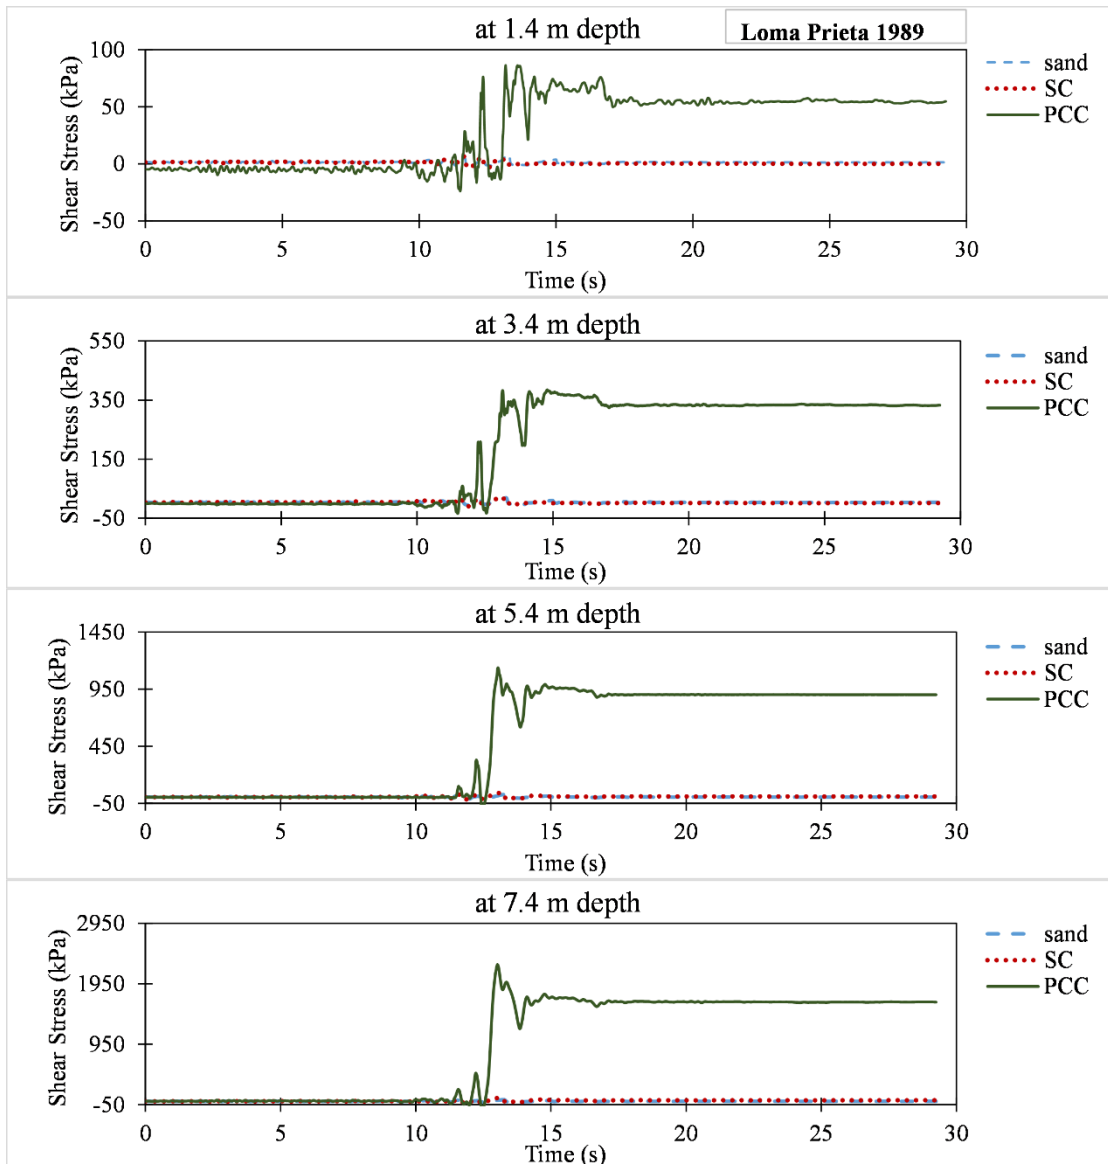 at 1.4 m depth
Loma Prieta 1989
Shear Stress (kPa)
100
50
0
-50
0 5 10 15 20 25 30
Time (s)
sand
SC
PCC
at 3.4 m depth
Shear Stress (kPa)
550
350
150
-50
0 5 10 15 20 25 30
Time (s)
sand
SC
PCC
at 5.4 m depth
Shear Stress (kPa)
1450
950
450
-50
0 5 10 15 20 25 30
Time (s)
sand
SC
PCC
at 7.4 m depth
Shear Stress (kPa)
2950
1950
950
-50
0 5 10 15 20 25 30
Time (s)
sand
SC
PCC